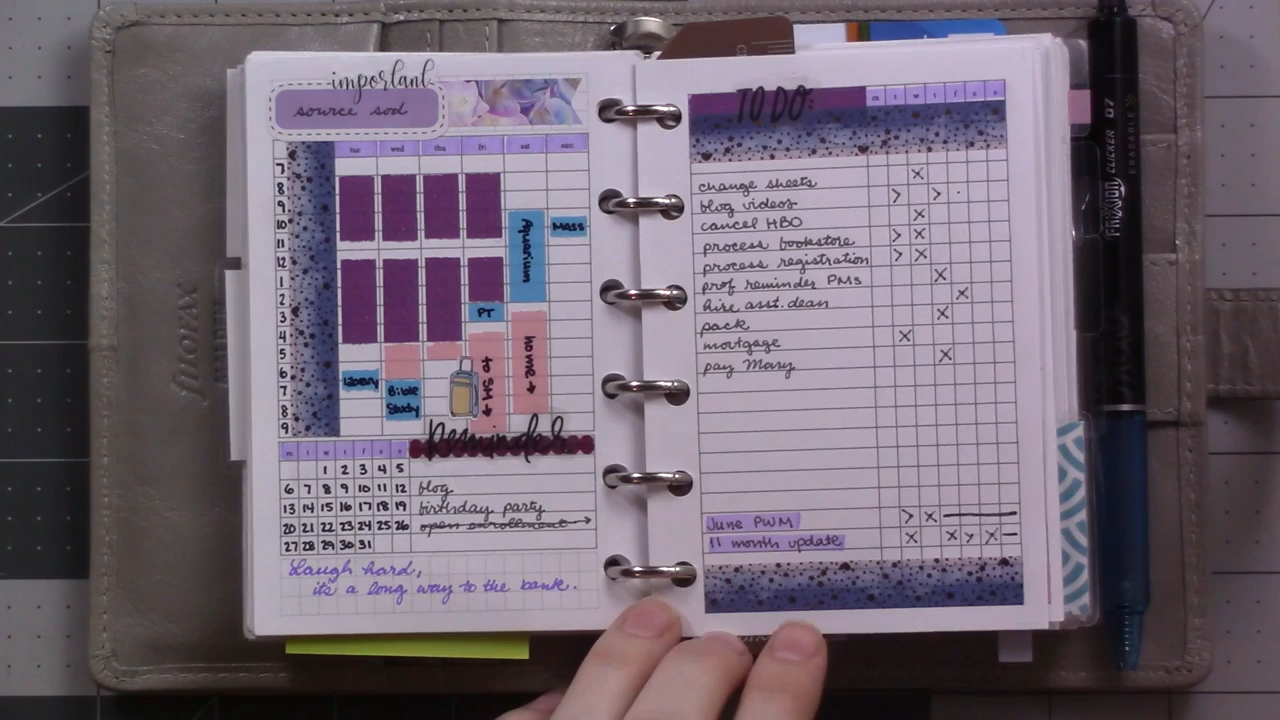 important
source sod
tue wed thu fri sat sun
7
8
9
10
11
12
1
2
3
4
5
6
7
8
9
Aquarium
Mass
PT
home →
to SM →
Library
Bible
Study
Reminder
m t w t f s s
1 2 3 4 5
6 7 8 9 10 11 12
13 14 15 16 17 18 19
20 21 22 23 24 25 26
27 28 29 30 31
blog
birthday party
open enrollment
Laugh hard,
it's a long way to the bank.
TO DO:
m t w t f s s
change sheets
blog videos
cancel HBO
process bookstore
process registration
prof reminder PMs
hire asst. dean
pack
mortgage
pay Mary
June PWM
11 month update
filofax
FRIXION CLICKER 07
ERASABLE